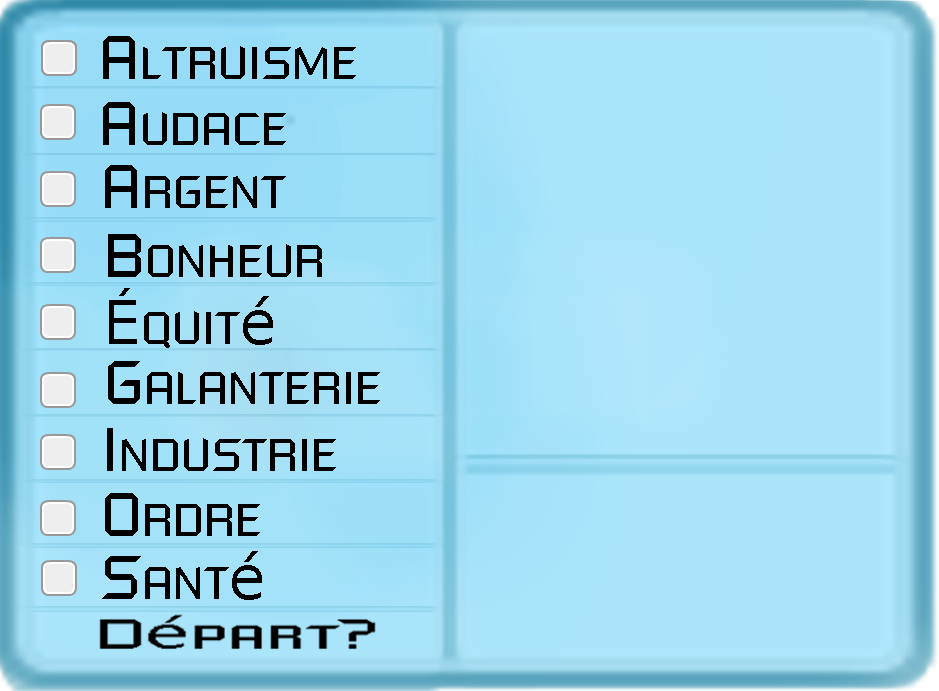 Altruisme
Audace
Argent
Bonheur
Équité
Galanterie
Industrie
Ordre
Santé
Départ?